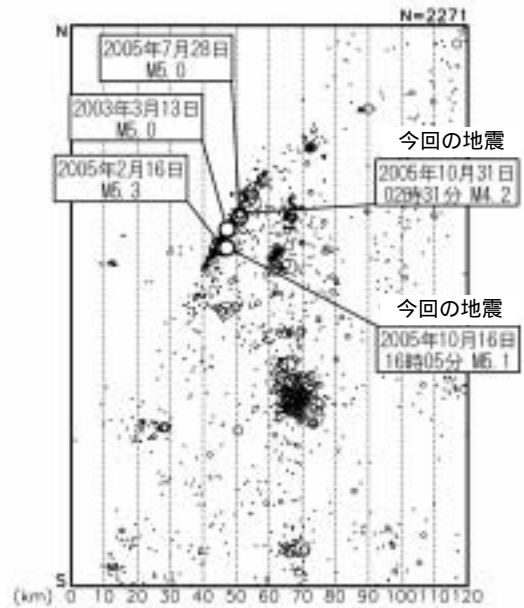 N=2271
N
2005年7月28日
M5.0
2003年3月13日
M5.0
今回の地震
2005年2月16日
M5.3
2005年10月31日
02時31分 M4.2
今回の地震
2005年10月16日
16時05分 M5.1
S
(km) 0 10 20 30 40 50 60 70 80 90 100 110 120